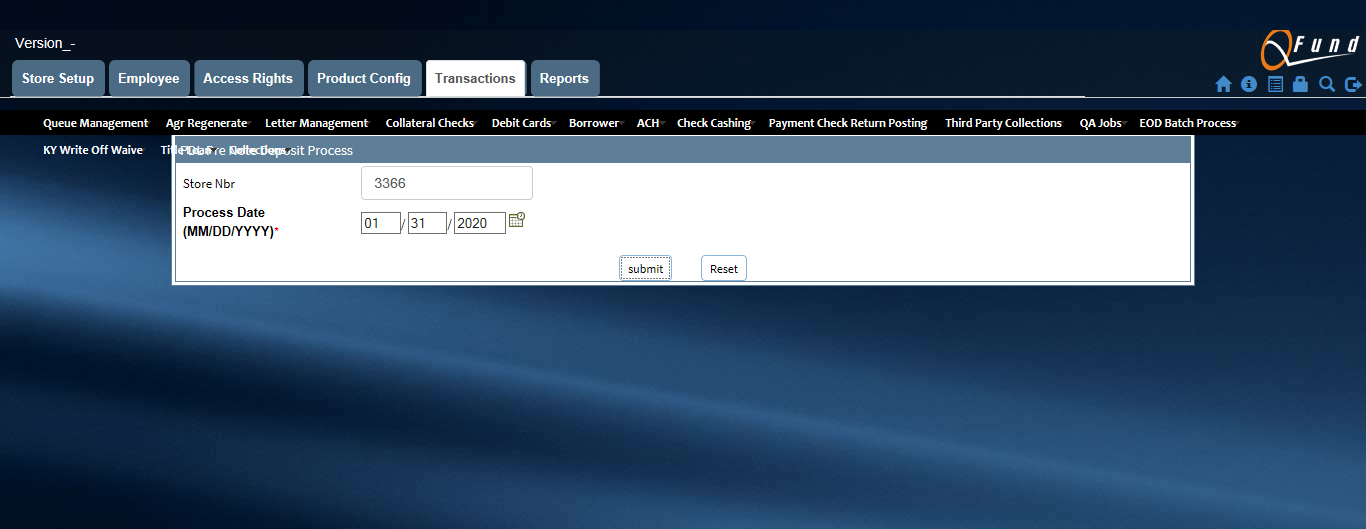 Version_-
QFund
Store Setup Employee Access Rights Product Config Transactions Reports
Queue Management Agr Regenerate Letter Management Collateral Checks Debit Cards Borrower ACH Check Cashing Payment Check Return Posting Third Party Collections QA Jobs EOD Batch Process
KY Write Off Waive Title Loan Collections
PDL Pre Note Deposit Process
Store Nbr 3366
Process Date
(MM/DD/YYYY)* 01 / 31 / 2020
submit Reset